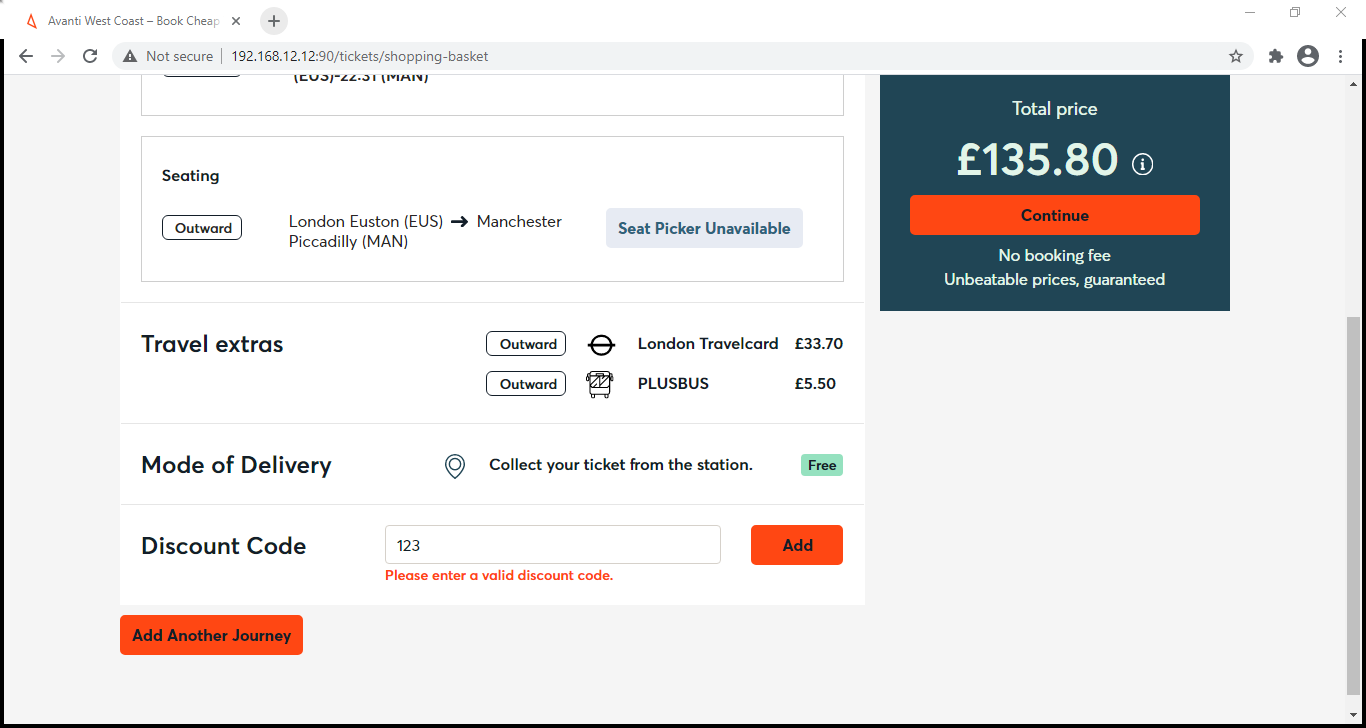 Avanti West Coast – Book Cheap
Not secure
192.168.12.12:90/tickets/shopping-basket
(EUS)-22:31 (MAN)
Total price
£135.80
Continue
No booking fee
Unbeatable prices, guaranteed
Seating
Outward
London Euston (EUS) → Manchester
Piccadilly (MAN)
Seat Picker Unavailable
Travel extras
Outward London Travelcard £33.70
Outward PLUSBUS £5.50
Mode of Delivery
Collect your ticket from the station.
Free
Discount Code
123
Add
Please enter a valid discount code.
Add Another Journey